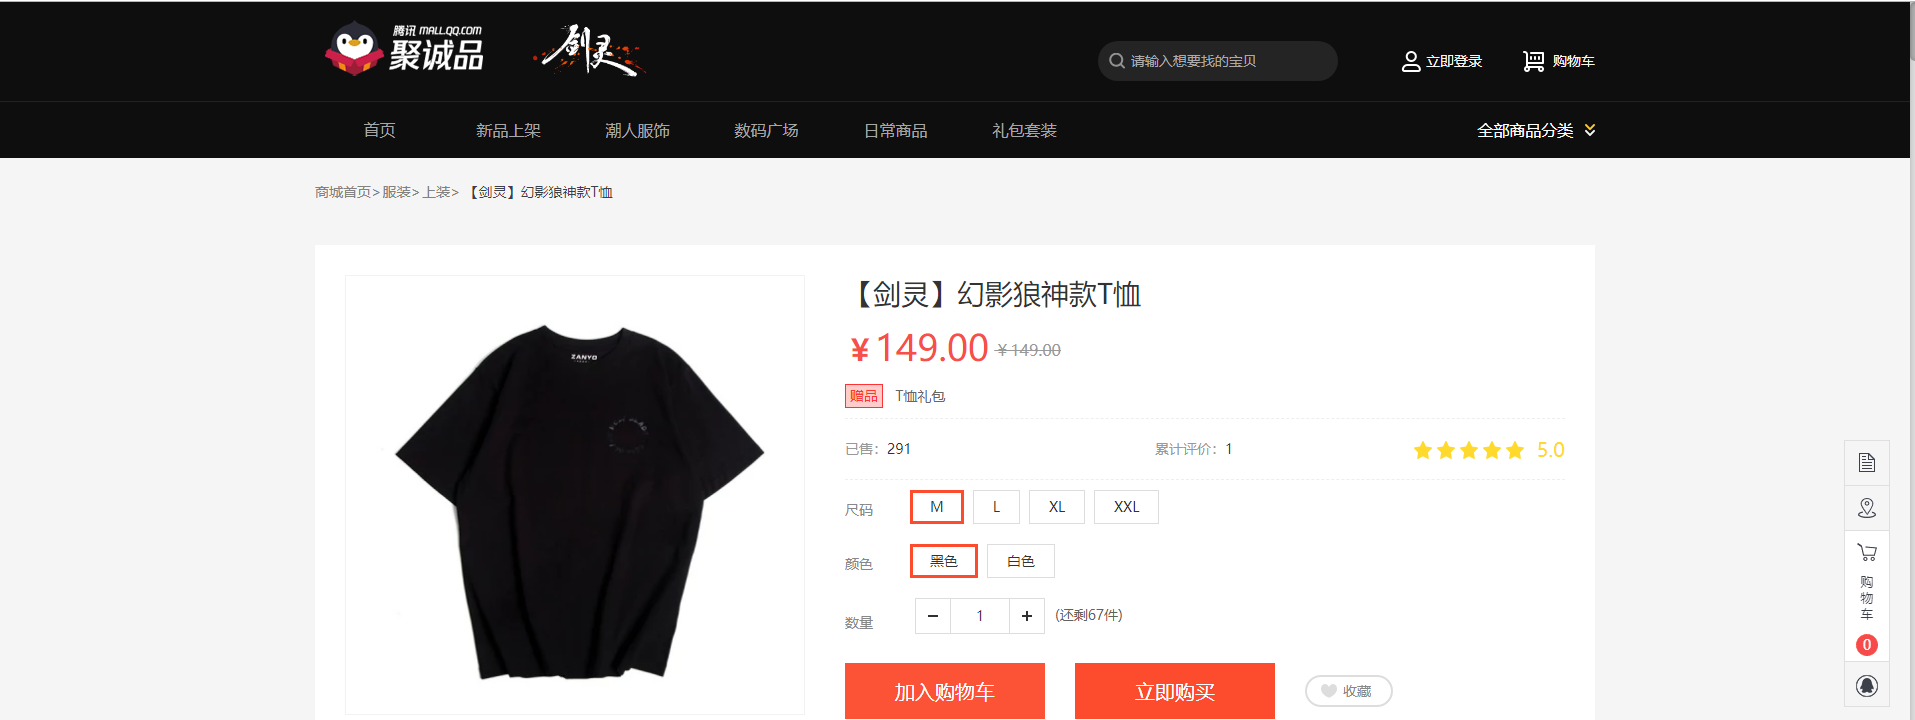 腾讯 MALL.QQ.COM
聚诚品
剑灵
请输入想要找的宝贝
立即登录
购物车
首页 新品上架 潮人服饰 数码广场 日常商品 礼包套装 全部商品分类
商城首页> 服装> 上装> 【剑灵】幻影狼神款T恤
ZANYO
【剑灵】幻影狼神款T恤
¥ 149.00 ¥ 149.00
赠品 T恤礼包
已售：291 累计评价：1 5.0
尺码 M L XL XXL
颜色 黑色 白色
数量 − 1 + (还剩67件)
加入购物车 立即购买 收藏
购物车
0